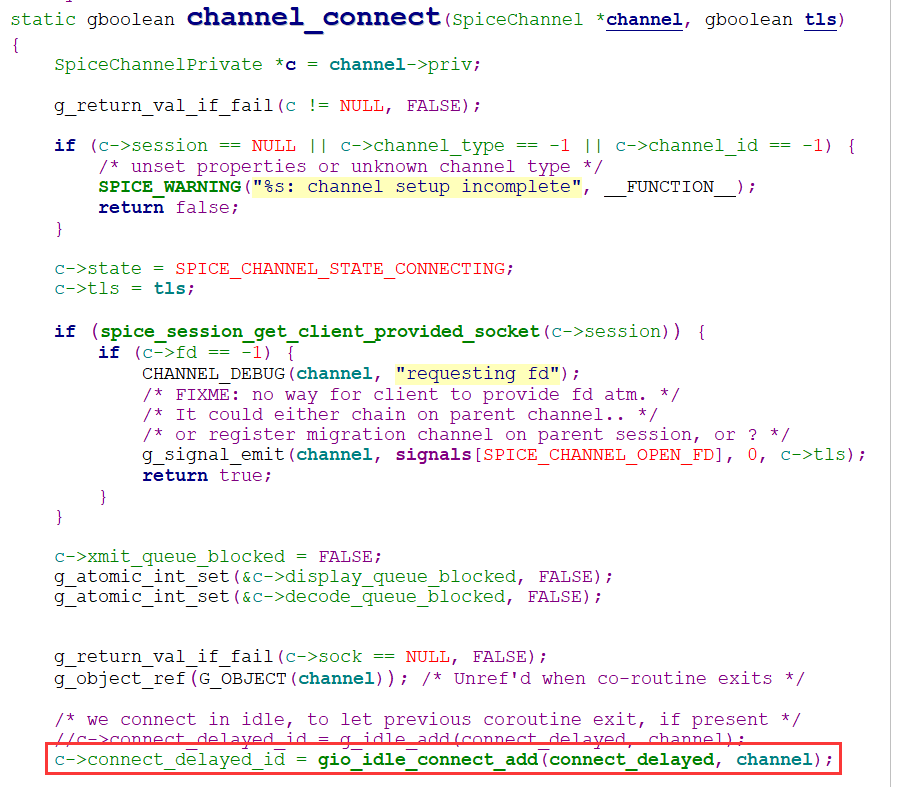 static gboolean channel_connect(SpiceChannel *channel, gboolean tls)
{
    SpiceChannelPrivate *c = channel->priv;

    g_return_val_if_fail(c != NULL, FALSE);

    if (c->session == NULL || c->channel_type == -1 || c->channel_id == -1) {
        /* unset properties or unknown channel type */
        SPICE_WARNING("%s: channel setup incomplete", __FUNCTION__);
        return false;
    }

    c->state = SPICE_CHANNEL_STATE_CONNECTING;
    c->tls = tls;

    if (spice_session_get_client_provided_socket(c->session)) {
        if (c->fd == -1) {
            CHANNEL_DEBUG(channel, "requesting fd");
            /* FIXME: no way for client to provide fd atm. */
            /* It could either chain on parent channel.. */
            /* or register migration channel on parent session, or ? */
            g_signal_emit(channel, signals[SPICE_CHANNEL_OPEN_FD], 0, c->tls);
            return true;
        }
    }

    c->xmit_queue_blocked = FALSE;
    g_atomic_int_set(&c->display_queue_blocked, FALSE);
    g_atomic_int_set(&c->decode_queue_blocked, FALSE);


    g_return_val_if_fail(c->sock == NULL, FALSE);
    g_object_ref(G_OBJECT(channel)); /* Unref'd when co-routine exits */

    /* we connect in idle, to let previous coroutine exit, if present */
    //c->connect_delayed_id = g_idle_add(connect_delayed, channel);
    c->connect_delayed_id = gio_idle_connect_add(connect_delayed, channel);